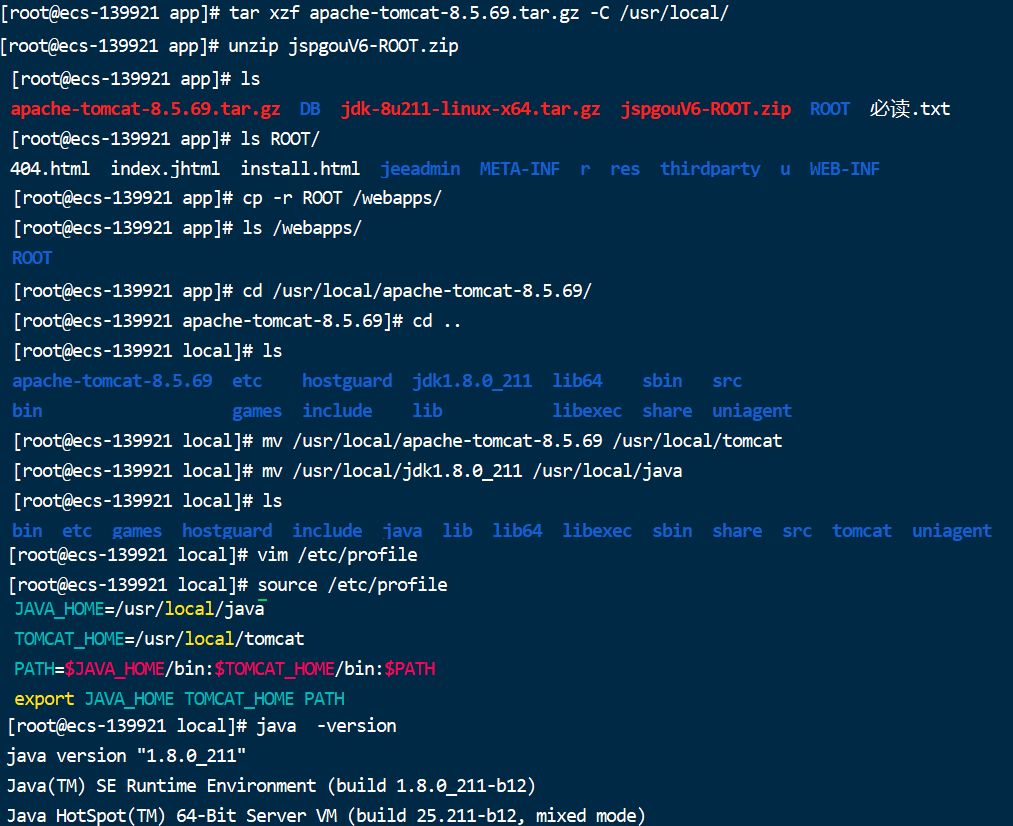 [root@ecs-139921 app]# tar xzf apache-tomcat-8.5.69.tar.gz -C /usr/local/
[root@ecs-139921 app]# unzip jspgouV6-ROOT.zip
[root@ecs-139921 app]# ls
apache-tomcat-8.5.69.tar.gz  DB  jdk-8u211-linux-x64.tar.gz  jspgouV6-ROOT.zip  ROOT  必读.txt
[root@ecs-139921 app]# ls ROOT/
404.html  index.jhtml  install.html  jeeadmin  META-INF  r  res  thirdparty  u  WEB-INF
[root@ecs-139921 app]# cp -r ROOT /webapps/
[root@ecs-139921 app]# ls /webapps/
ROOT
[root@ecs-139921 app]# cd /usr/local/apache-tomcat-8.5.69/
[root@ecs-139921 apache-tomcat-8.5.69]# cd ..
[root@ecs-139921 local]# ls
apache-tomcat-8.5.69  etc    hostguard  jdk1.8.0_211  lib64    sbin   src
bin                   games  include    lib           libexec  share  uniagent
[root@ecs-139921 local]# mv /usr/local/apache-tomcat-8.5.69 /usr/local/tomcat
[root@ecs-139921 local]# mv /usr/local/jdk1.8.0_211 /usr/local/java
[root@ecs-139921 local]# ls
bin  etc  games  hostguard  include  java  lib  lib64  libexec  sbin  share  src  tomcat  uniagent
[root@ecs-139921 local]# vim /etc/profile
[root@ecs-139921 local]# source /etc/profile
JAVA_HOME=/usr/local/java
TOMCAT_HOME=/usr/local/tomcat
PATH=$JAVA_HOME/bin:$TOMCAT_HOME/bin:$PATH
export JAVA_HOME TOMCAT_HOME PATH
[root@ecs-139921 local]# java  -version
java version "1.8.0_211"
Java(TM) SE Runtime Environment (build 1.8.0_211-b12)
Java HotSpot(TM) 64-Bit Server VM (build 25.211-b12, mixed mode)